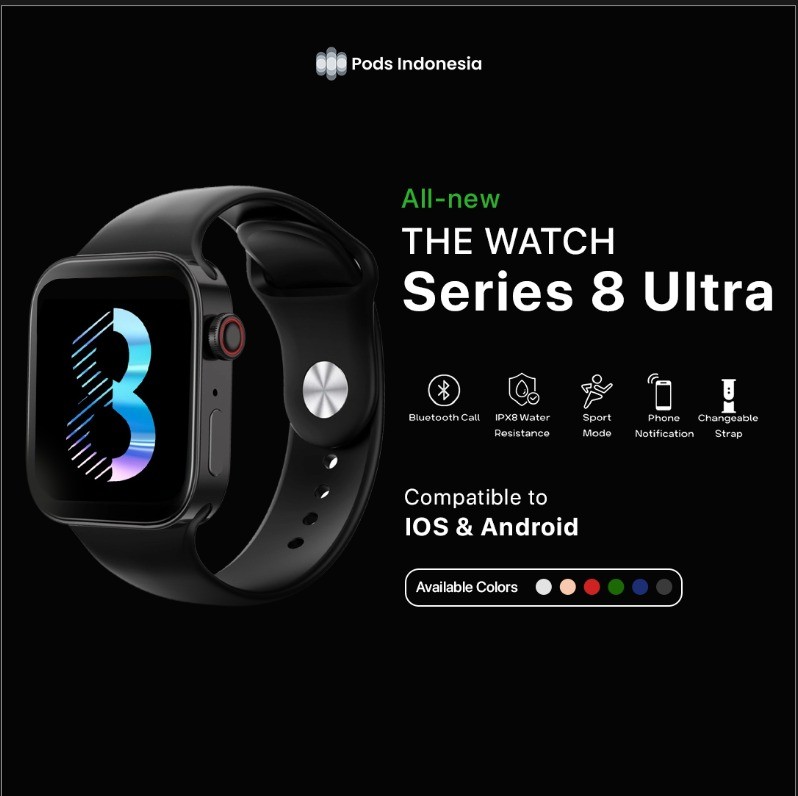 Pods Indonesia
All-new
THE WATCH
Series 8 Ultra
8
Bluetooth Call
IPX8 Water
Resistance
Sport
Mode
Phone
Notification
Changeable
Strap
Compatible to
IOS & Android
Available Colors